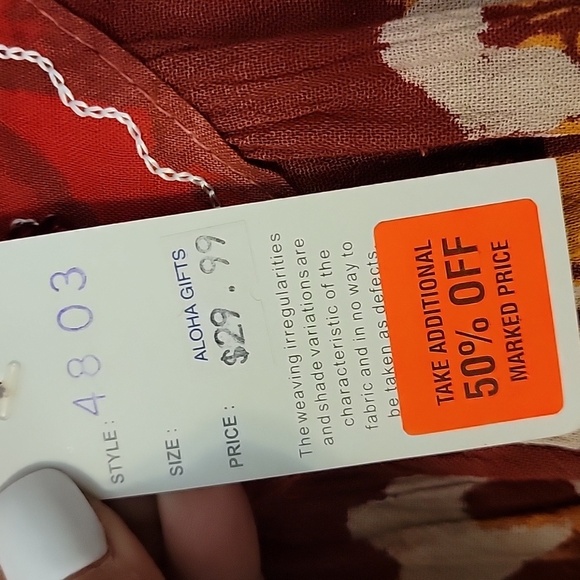 STYLE: 4803
SIZE:
ALOHA GIFTS
PRICE: $29.99
The weaving irregularities
and shade variations are
characteristic of the
fabric and in no way to
be taken as defects.
TAKE ADDITIONAL
50% OFF
MARKED PRICE